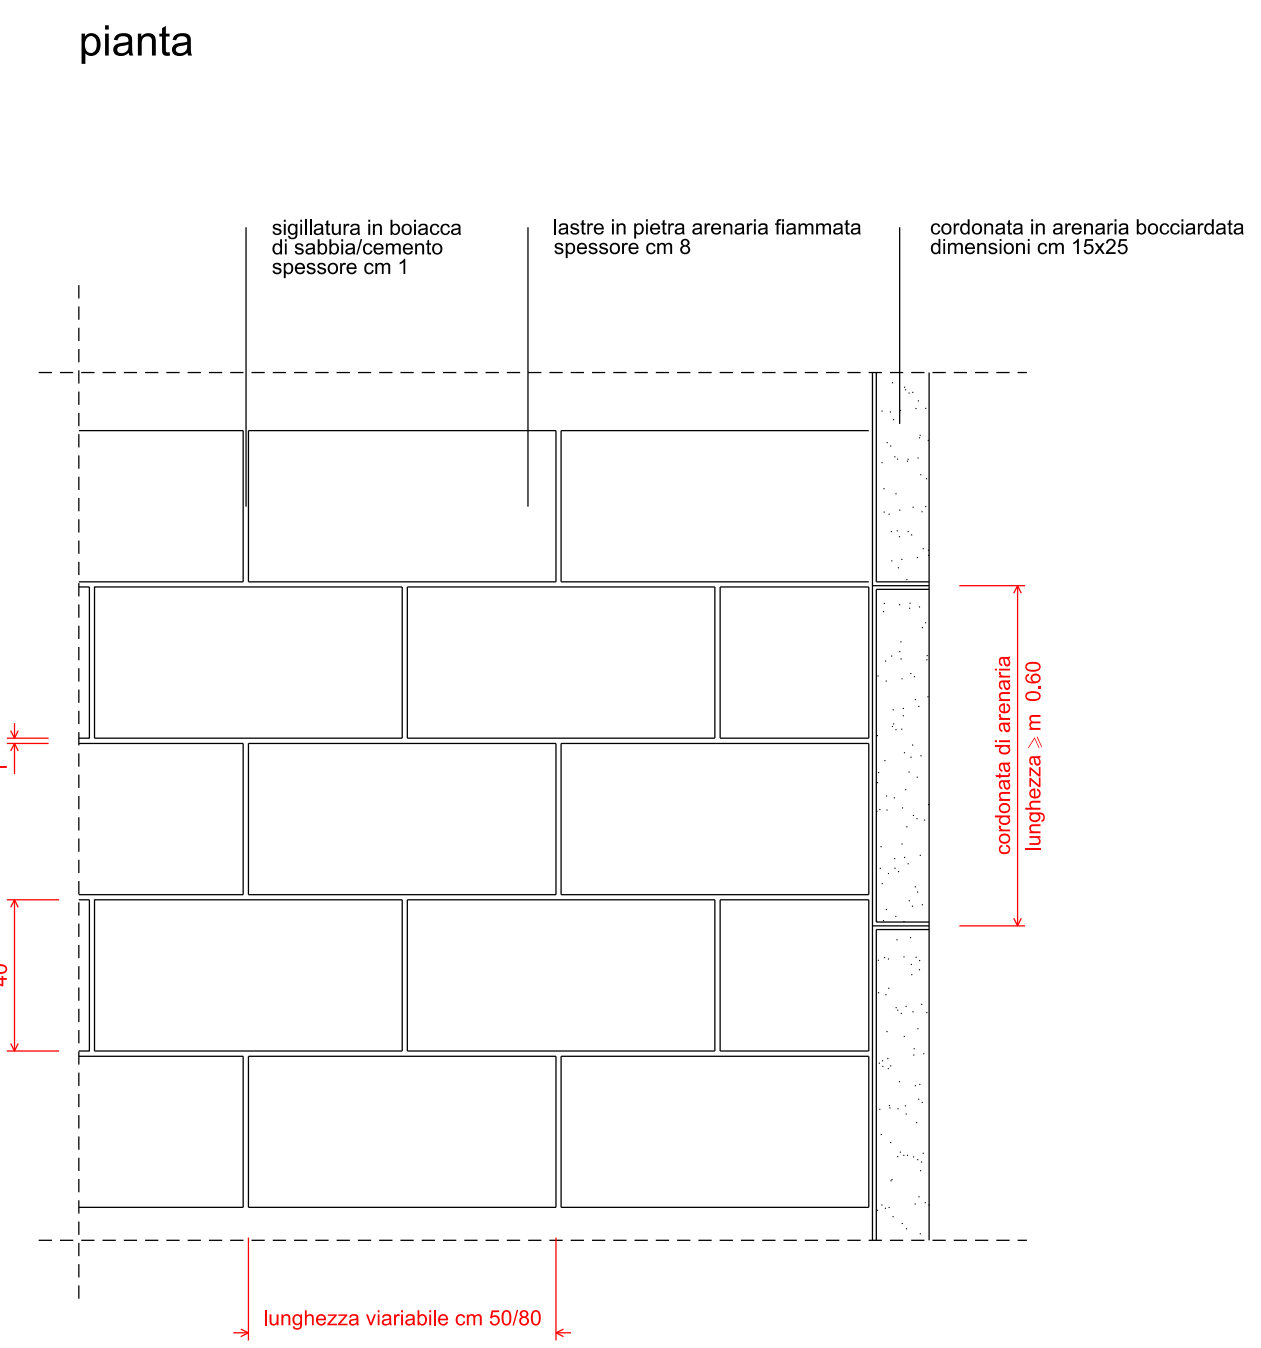 pianta
sigillatura in boiacca
di sabbia/cemento
spessore cm 1
lastre in pietra arenaria fiammata
spessore cm 8
cordonata in arenaria bocciardata
dimensioni cm 15x25
cordonata di arenaria
lunghezza ⩾ m 0.60
40
lunghezza viariabile cm 50/80